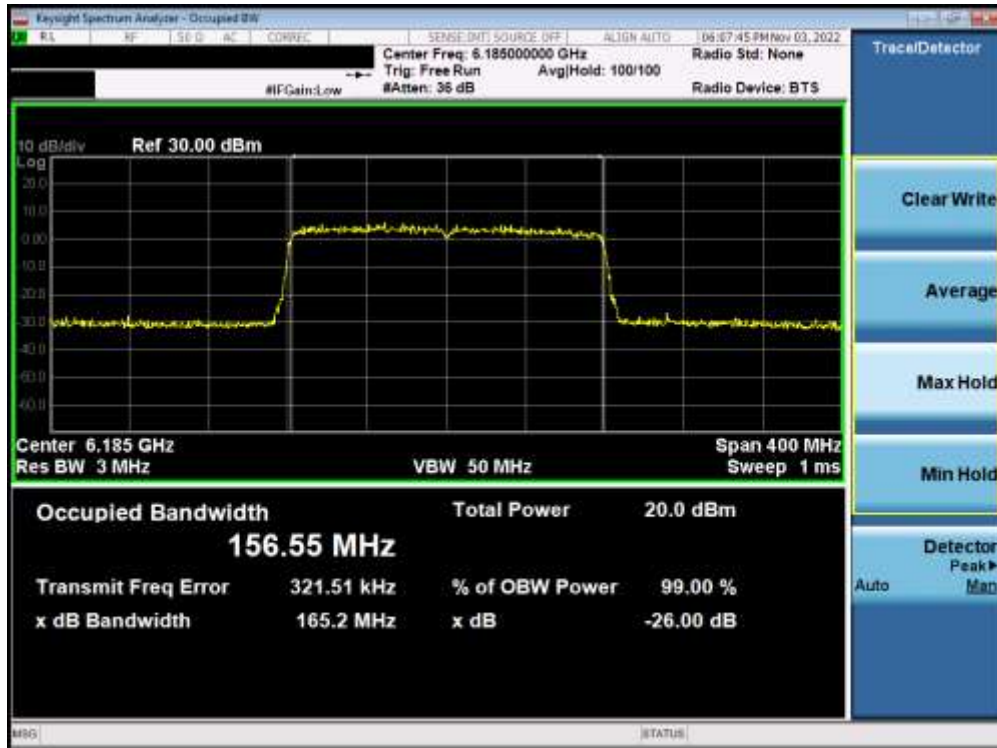 Keysight Spectrum Analyzer - Occupied BW
RL RF 50 Ω AC CORREC SENSE:INT SOURCE OFF ALIGN AUTO 06:07:45 PM Nov 03, 2022
Center Freq: 6.185000000 GHz Radio Std: None
Trig: Free Run Avg|Hold: 100/100
#IFGain:Low #Atten: 36 dB Radio Device: BTS
10 dB/div Ref 30.00 dBm
Log
20.0
10.0
0.00
-10.0
-20.0
-30.0
-40.0
-50.0
-60.0
Center 6.185 GHz Span 400 MHz
Res BW 3 MHz VBW 50 MHz Sweep 1 ms
Occupied Bandwidth Total Power 20.0 dBm
156.55 MHz
Transmit Freq Error 321.51 kHz % of OBW Power 99.00 %
x dB Bandwidth 165.2 MHz x dB -26.00 dB
MSG STATUS
Trace/Detector
Clear Write
Average
Max Hold
Min Hold
Detector
Peak▶
Auto Man